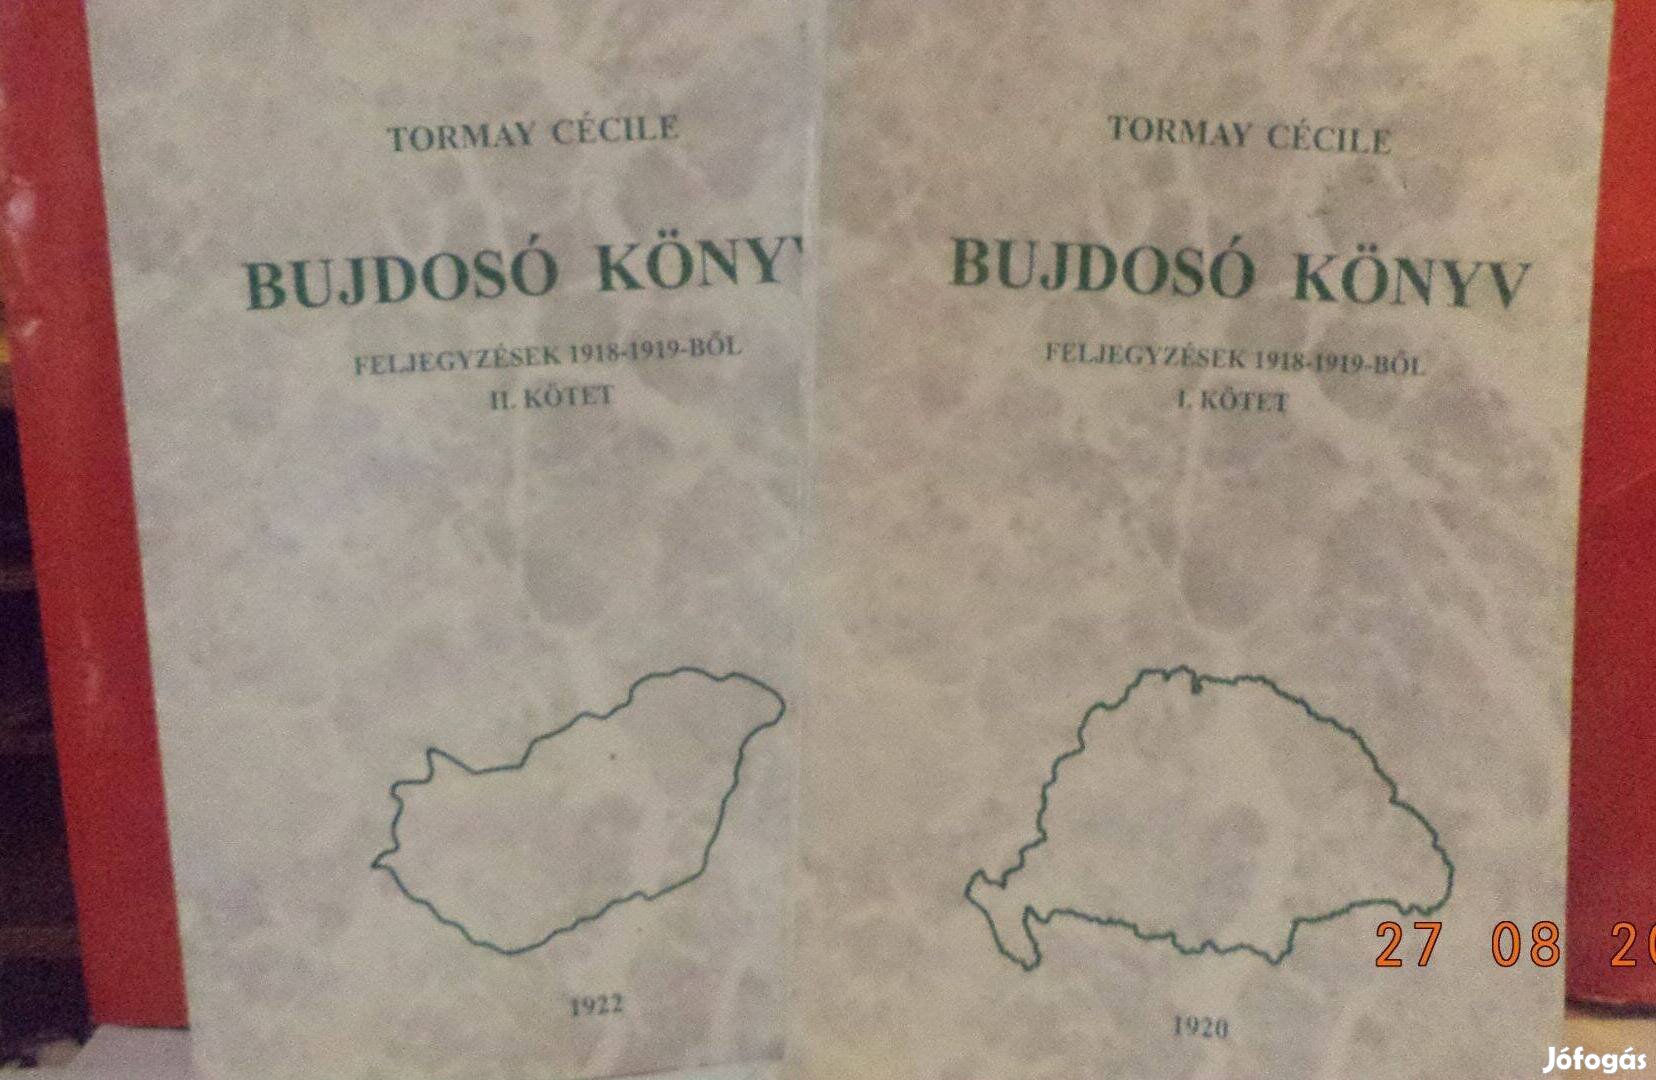 TORMAY CÉCILE
BUJDOSÓ KÖNYV
FELJEGYZÉSEK 1918-1919-BŐL
II. KÖTET
1922
TORMAY CÉCILE
BUJDOSÓ KÖNYV
FELJEGYZÉSEK 1918-1919-BŐL
I. KÖTET
1920
27 08 20
Jófogás